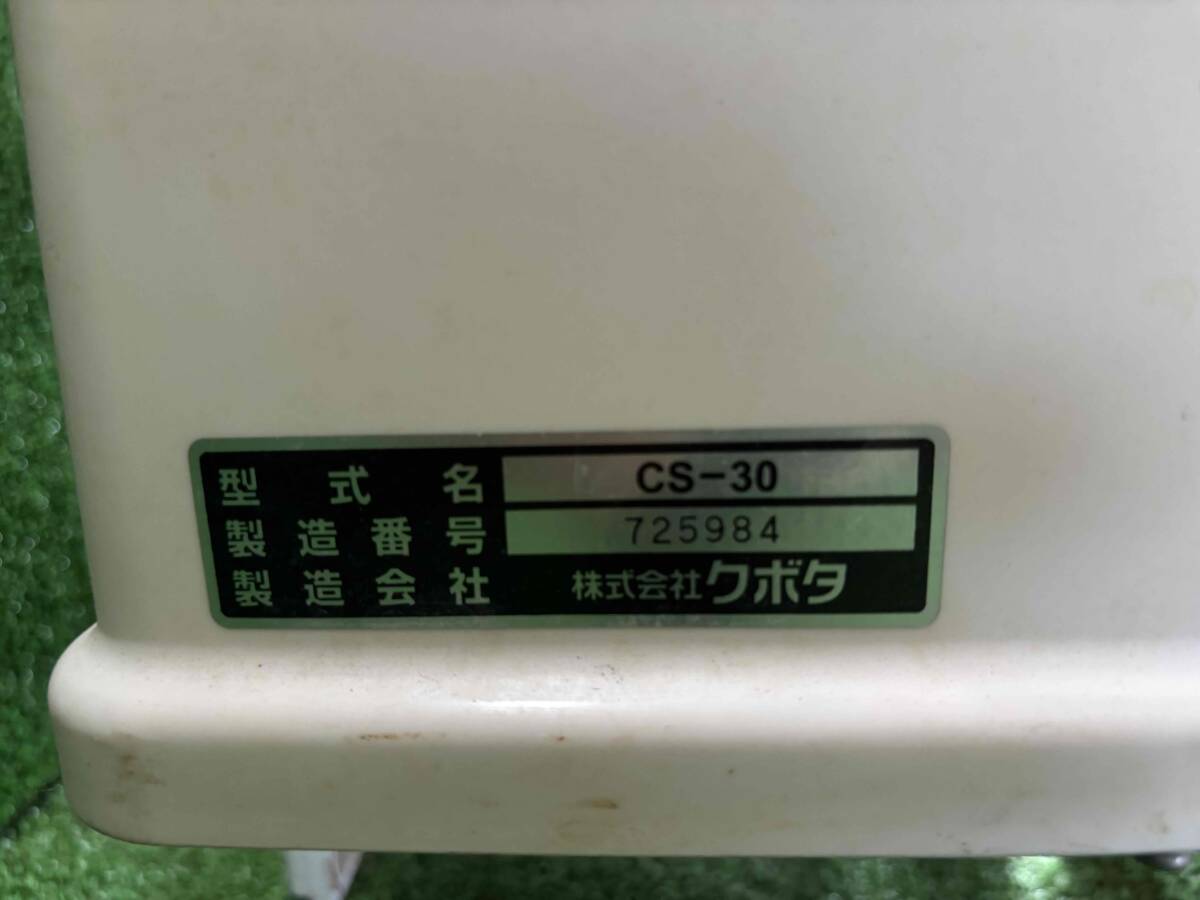 型式名 CS-30
製造番号 725984
製造会社 株式会社クボタ